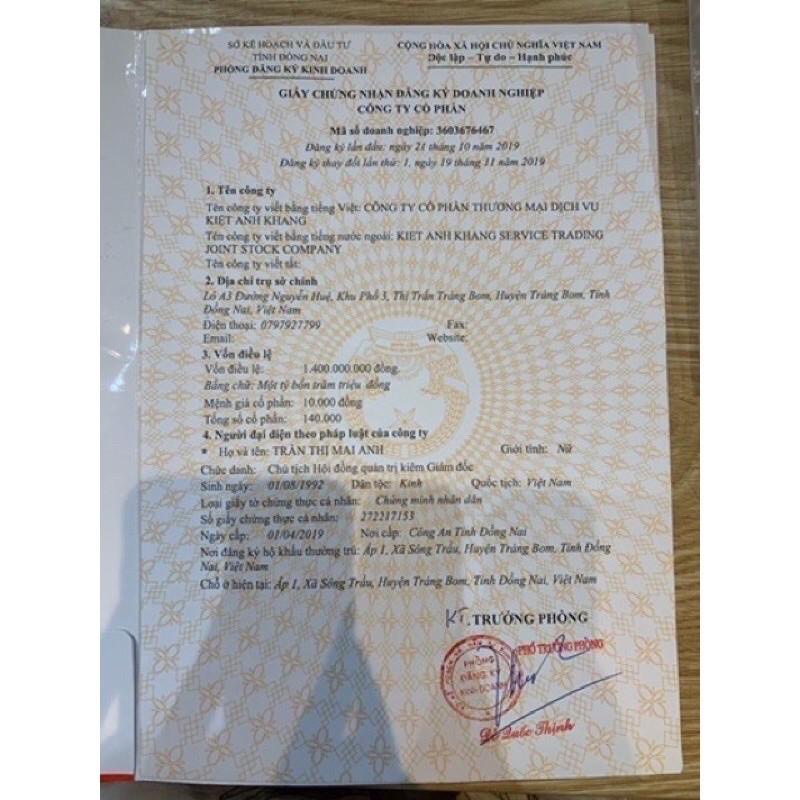 SỞ KẾ HOẠCH VÀ ĐẦU TƯ
TỈNH ĐỒNG NAI
PHÒNG ĐĂNG KÝ KINH DOANH
CỘNG HÒA XÃ HỘI CHỦ NGHĨA VIỆT NAM
Độc lập – Tự do – Hạnh phúc
GIẤY CHỨNG NHẬN ĐĂNG KÝ DOANH NGHIỆP
CÔNG TY CỔ PHẦN
Mã số doanh nghiệp: 3603676467
Đăng ký lần đầu: ngày 21 tháng 10 năm 2019
Đăng ký thay đổi lần thứ: 1, ngày 19 tháng 11 năm 2019
1. Tên công ty
Tên công ty viết bằng tiếng Việt: CÔNG TY CỔ PHẦN THƯƠNG MẠI DỊCH VỤ
KIỆT ANH KHANG
Tên công ty viết bằng tiếng nước ngoài: KIET ANH KHANG SERVICE TRADING
JOINT STOCK COMPANY
Tên công ty viết tắt:
2. Địa chỉ trụ sở chính
Lô A3 Đường Nguyễn Huệ, Khu Phố 3, Thị Trấn Trảng Bom, Huyện Trảng Bom, Tỉnh
Đồng Nai, Việt Nam
Điện thoại: 0797927799 Fax:
Email: Website:
3. Vốn điều lệ
Vốn điều lệ: 1.400.000.000 đồng.
Bằng chữ: Một tỷ bốn trăm triệu đồng
Mệnh giá cổ phần: 10.000 đồng
Tổng số cổ phần: 140.000
4. Người đại diện theo pháp luật của công ty
* Họ và tên: TRẦN THỊ MAI ANH Giới tính: Nữ
Chức danh: Chủ tịch Hội đồng quản trị kiêm Giám đốc
Sinh ngày: 01/08/1992 Dân tộc: Kinh Quốc tịch: Việt Nam
Loại giấy tờ chứng thực cá nhân: Chứng minh nhân dân
Số giấy chứng thực cá nhân: 272217153
Ngày cấp: 01/04/2019 Nơi cấp: Công An Tỉnh Đồng Nai
Nơi đăng ký hộ khẩu thường trú: Ấp 1, Xã Sông Trầu, Huyện Trảng Bom, Tỉnh Đồng
Nai, Việt Nam
Chỗ ở hiện tại: Ấp 1, Xã Sông Trầu, Huyện Trảng Bom, Tỉnh Đồng Nai, Việt Nam
KT. TRƯỞNG PHÒNG
PHÓ TRƯỞNG PHÒNG
PHÒNG
ĐĂNG KÝ
KINH DOANH
Quốc Thịnh